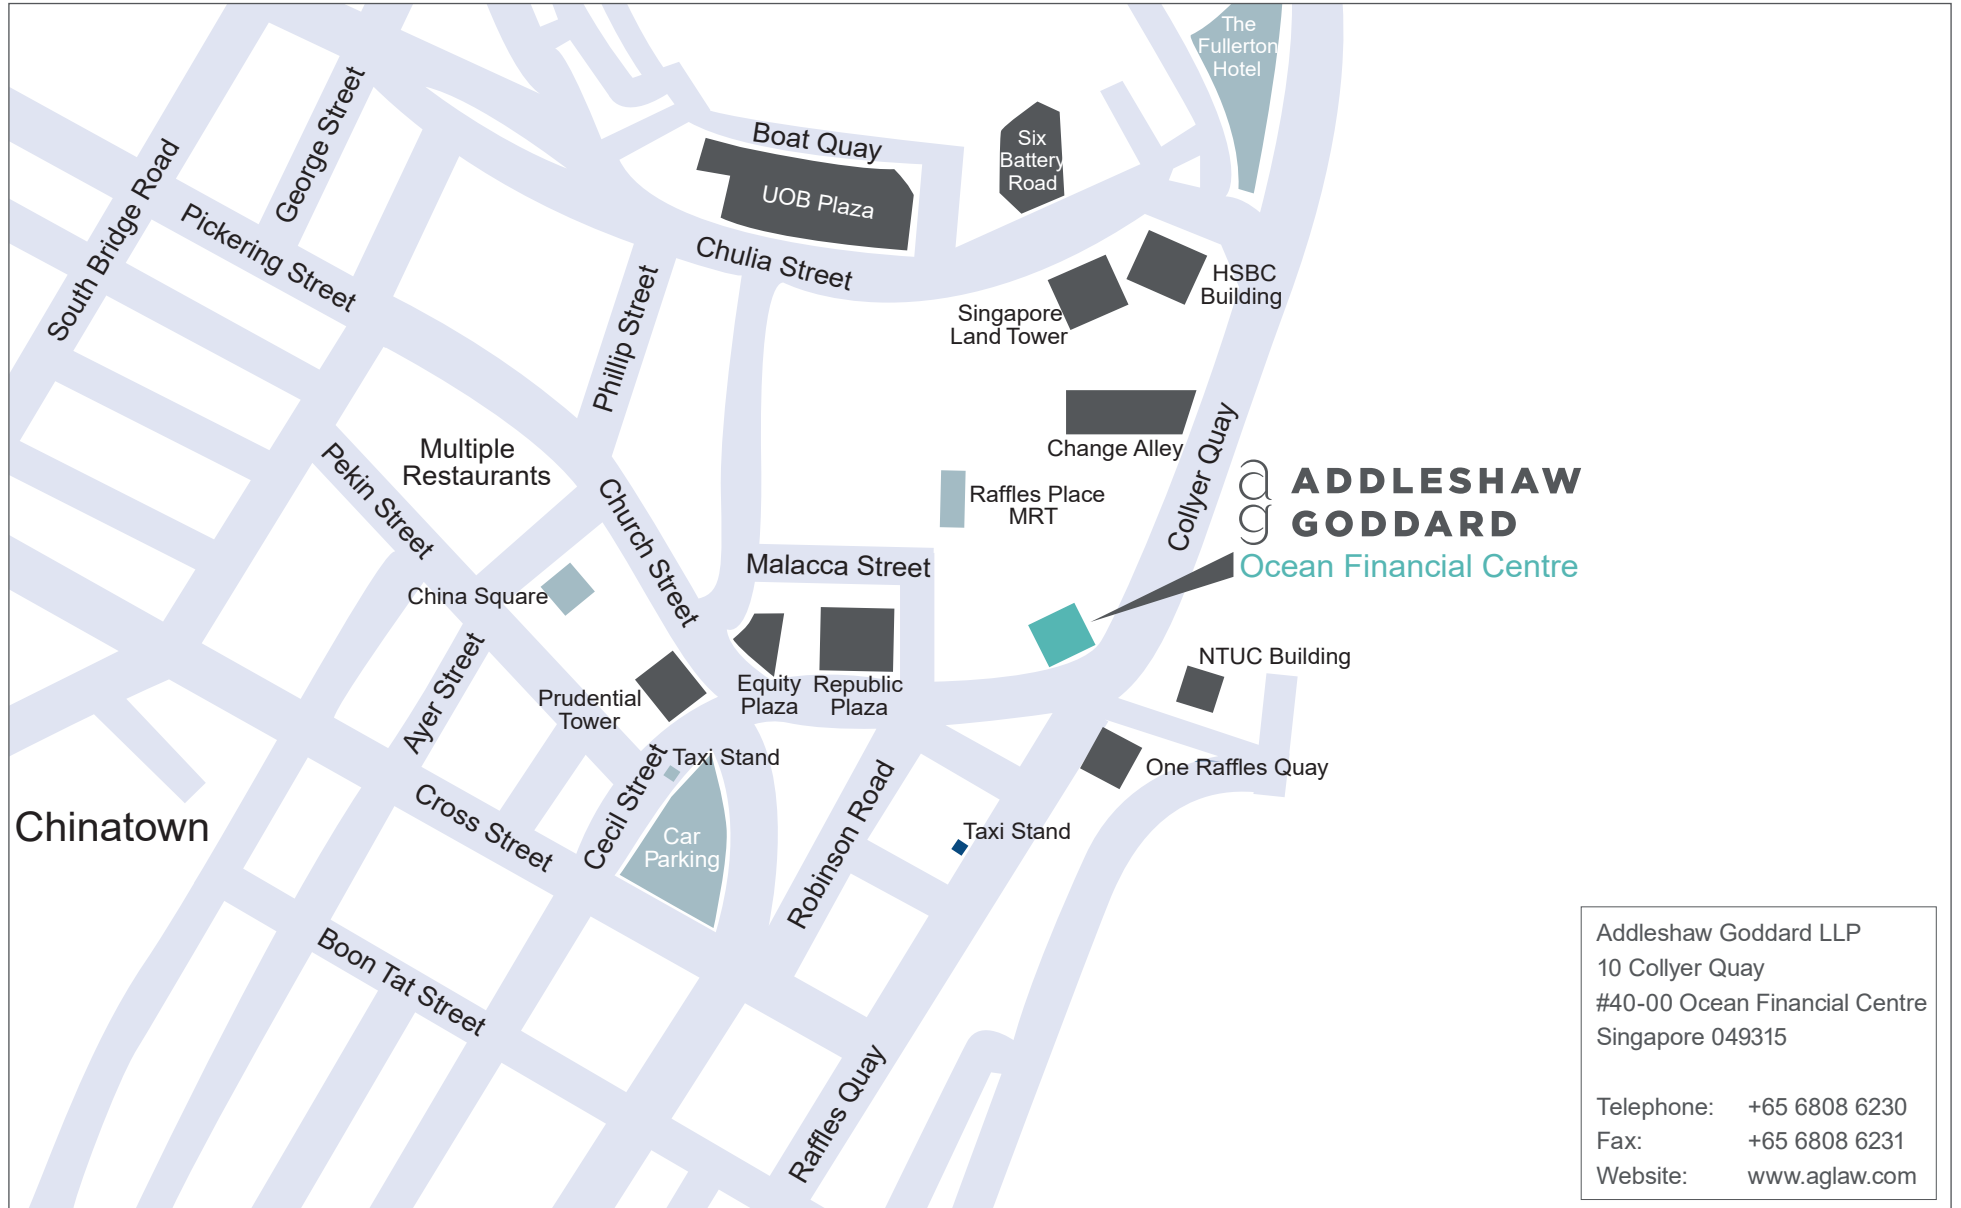 The
Fullerton
Hotel
George Street
Boat Quay
Six
Battery
Road
South Bridge Road
UOB Plaza
Pickering Street
Chulia Street
HSBC
Building
Phillip Street
Singapore
Land Tower
Multiple
Restaurants
Change Alley
Collyer Quay
Pekin Street
a ADDLESHAW
g GODDARD
Ocean Financial Centre
Raffles Place
MRT
Church Street
Malacca Street
China Square
Ayer Street
NTUC Building
Prudential
Tower
Equity
Plaza
Republic
Plaza
Taxi Stand
One Raffles Quay
Cecil Street
Cross Street
Car
Parking
Robinson Road
Taxi Stand
Chinatown
Boon Tat Street
Raffles Quay
Addleshaw Goddard LLP
10 Collyer Quay
#40-00 Ocean Financial Centre
Singapore 049315
Telephone: +65 6808 6230
Fax: +65 6808 6231
Website: www.aglaw.com